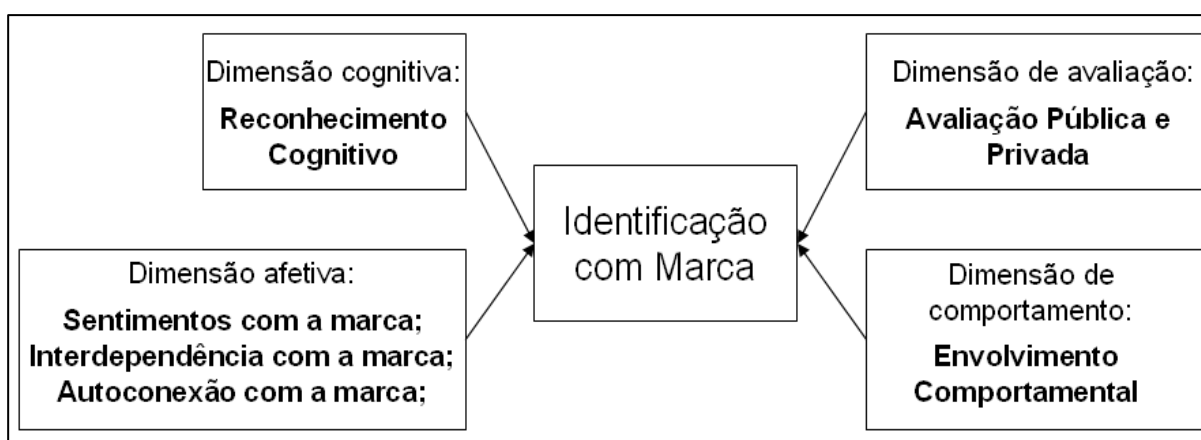 Dimensão cognitiva:
Reconhecimento
Cognitivo
Dimensão de avaliação:
Avaliação Pública e
Privada
Identificação
com Marca
Dimensão afetiva:
Sentimentos com a marca;
Interdependência com a marca;
Autoconexão com a marca;
Dimensão de
comportamento:
Envolvimento
Comportamental